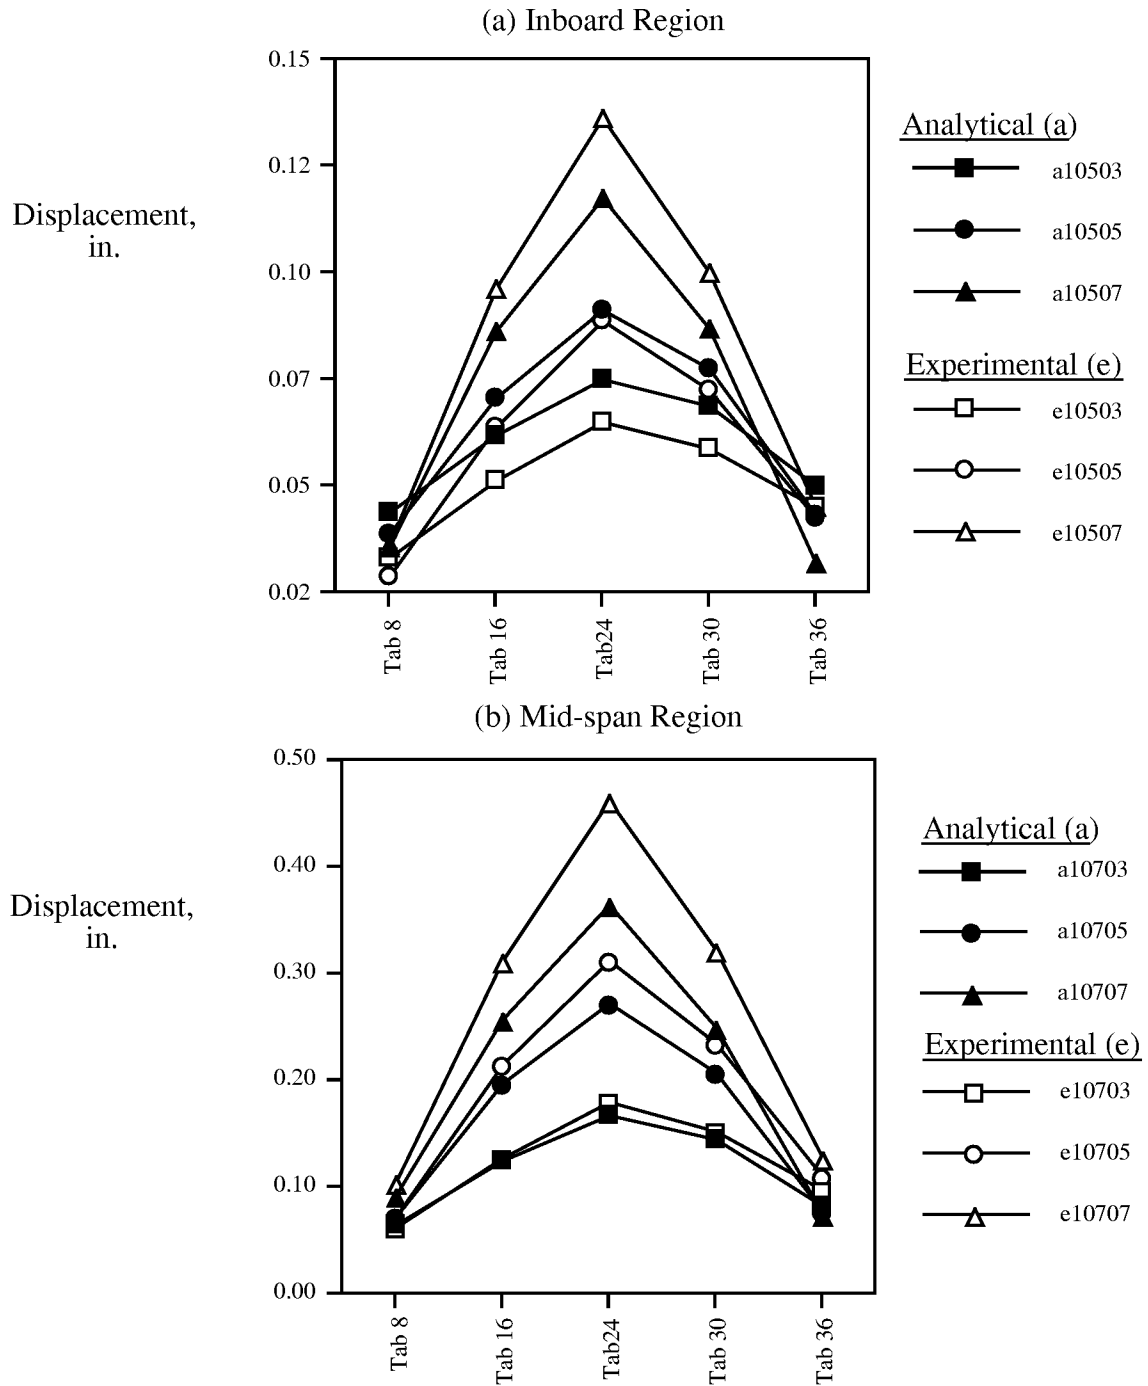 (a) Inboard Region
0.15
0.12
0.10
0.07
0.05
0.02
Displacement,
in.
Tab 8
Tab 16
Tab24
Tab 30
Tab 36
Analytical (a)
a10503
a10505
a10507
Experimental (e)
e10503
e10505
e10507
(b) Mid-span Region
0.50
0.40
0.30
0.20
0.10
0.00
Displacement,
in.
Tab 8
Tab 16
Tab24
Tab 30
Tab 36
Analytical (a)
a10703
a10705
a10707
Experimental (e)
e10703
e10705
e10707